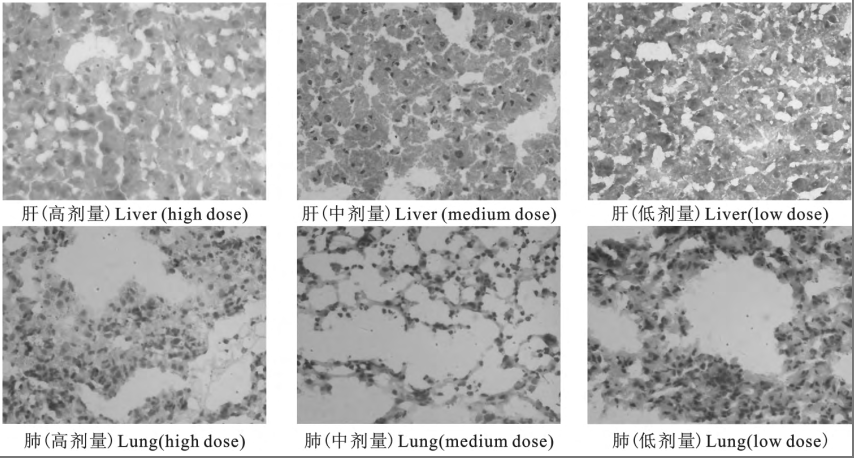 肝(高剂量) Liver (high dose)
肝(中剂量) Liver (medium dose)
肝(低剂量) Liver(low dose)
肺(高剂量) Lung(high dose)
肺(中剂量) Lung(medium dose)
肺(低剂量) Lung(low dose)